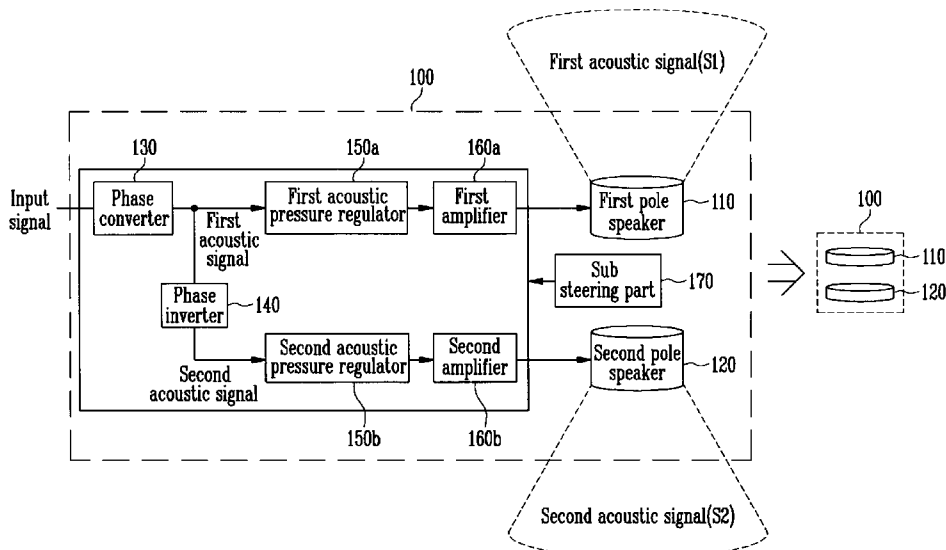 First acoustic signal(S1)
100
130
150a
160a
Input
signal
Phase
converter
First acoustic
pressure regulator
First
amplifier
First pole
speaker
110
First
acoustic signal
100
110
120
Phase
inverter
140
Sub
steering part
170
Second acoustic
pressure regulator
Second
amplifier
Second pole
speaker
120
Second
acoustic signal
150b
160b
Second acoustic signal(S2)